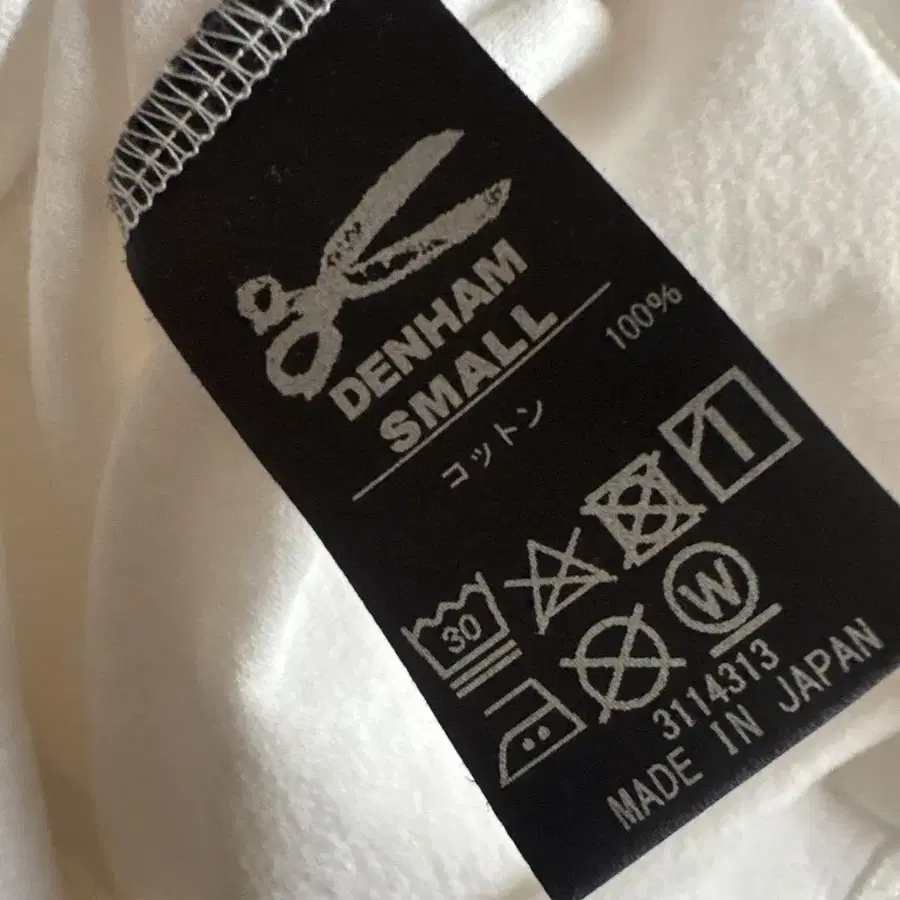 DENHAM
SMALL
コットン 100%
30
W
3114313
MADE IN JAPAN